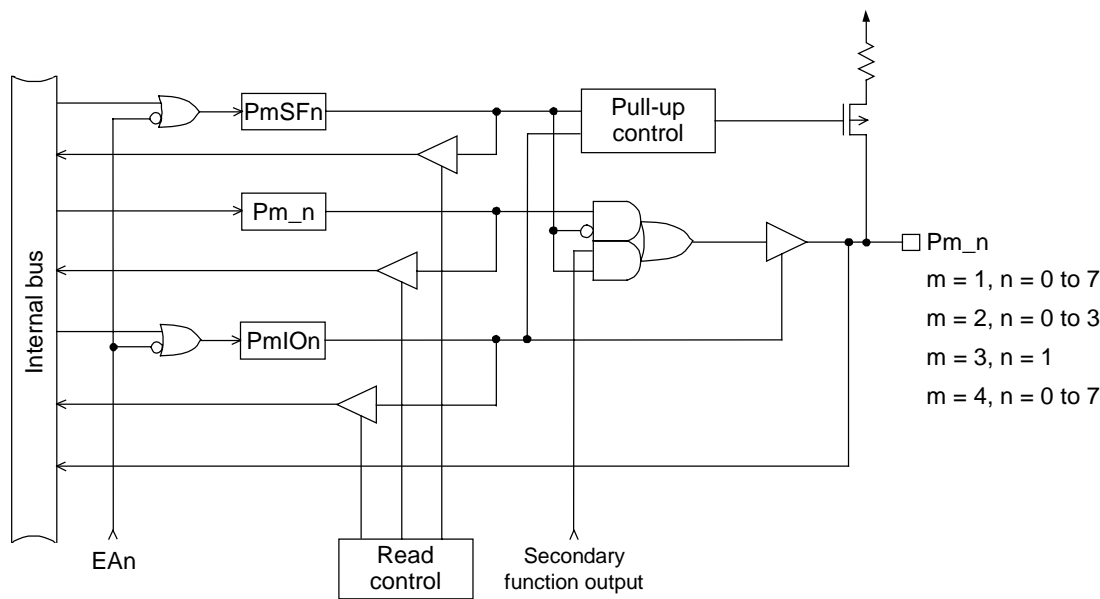 PmSFn
Pull-up
control
Pm_n
Pm_n
m = 1, n = 0 to 7
m = 2, n = 0 to 3
m = 3, n = 1
m = 4, n = 0 to 7
Internal bus
PmIOn
EAn
Read
control
Secondary
function output